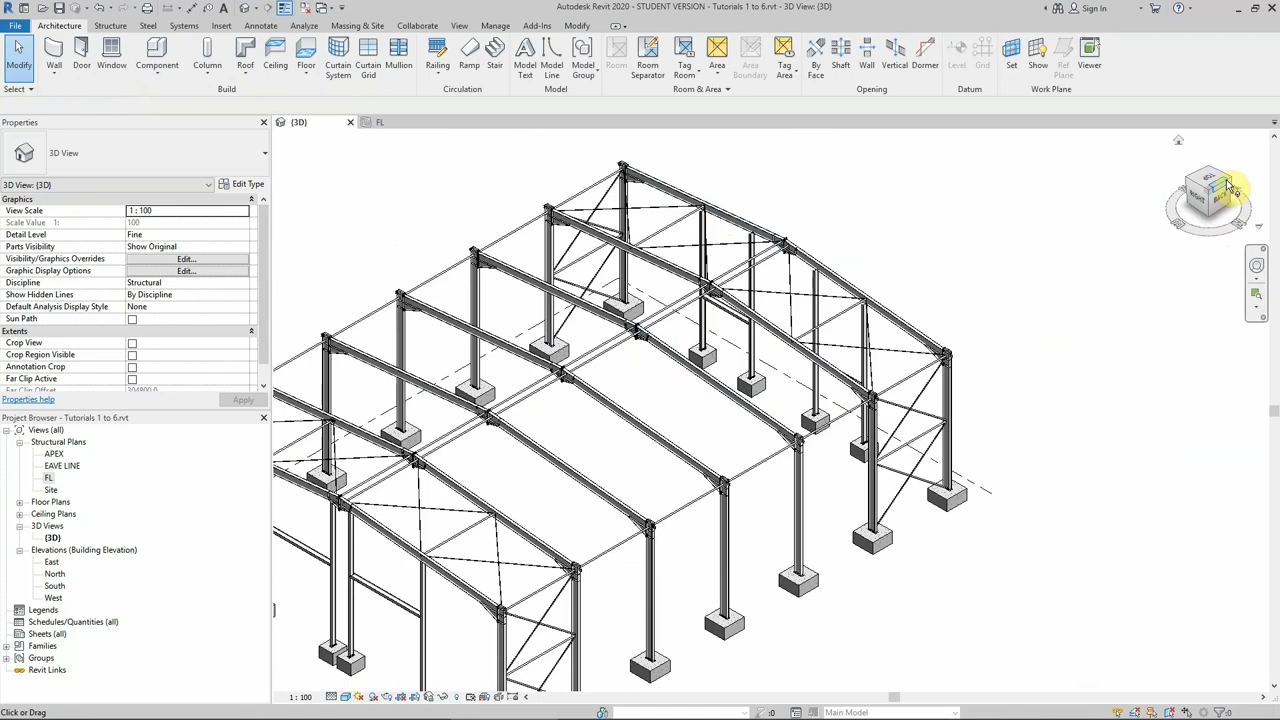 Autodesk Revit 2020 - STUDENT VERSION - Tutorials 1 to 6.rvt - 3D View: {3D}
Sign In
File Architecture Structure Steel Systems Insert Annotate Analyze Massing & Site Collaborate View Manage Add-Ins Modify
Modify Wall Door Window Component Column Roof Ceiling Floor Curtain System Curtain Grid Mullion Railing Ramp Stair Model Text Model Line Model Group Room Room Separator Tag Room Area Area Boundary Tag Area By Face Shaft Wall Vertical Dormer Level Grid Set Show Ref Plane Viewer
Select Build Circulation Model Room & Area Opening Datum Work Plane
Properties
{3D} FL
3D View
3D View: {3D} Edit Type
Graphics
View Scale 1 : 100
Scale Value 1: 100
Detail Level Fine
Parts Visibility Show Original
Visibility/Graphics Overrides Edit...
Graphic Display Options Edit...
Discipline Structural
Show Hidden Lines By Discipline
Default Analysis Display Style None
Sun Path
Extents
Crop View
Crop Region Visible
Annotation Crop
Far Clip Active
Far Clip Offset 304800.0
Properties help Apply
Project Browser - Tutorials 1 to 6.rvt
Views (all)
Structural Plans
APEX
EAVE LINE
FL
Site
Floor Plans
Ceiling Plans
3D Views
{3D}
Elevations (Building Elevation)
East
North
South
West
Legends
Schedules/Quantities (all)
Sheets (all)
Families
Groups
Revit Links
TOP
RIGHT BACK
1 : 100
Click or Drag :0 Main Model :0